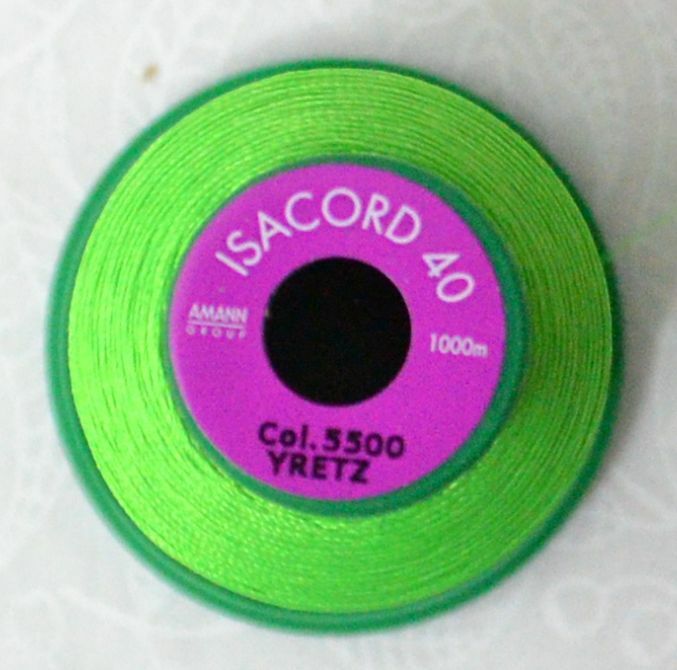 ISACORD 40
AMANN
GROUP
1000m
Col.5500
YRETZ